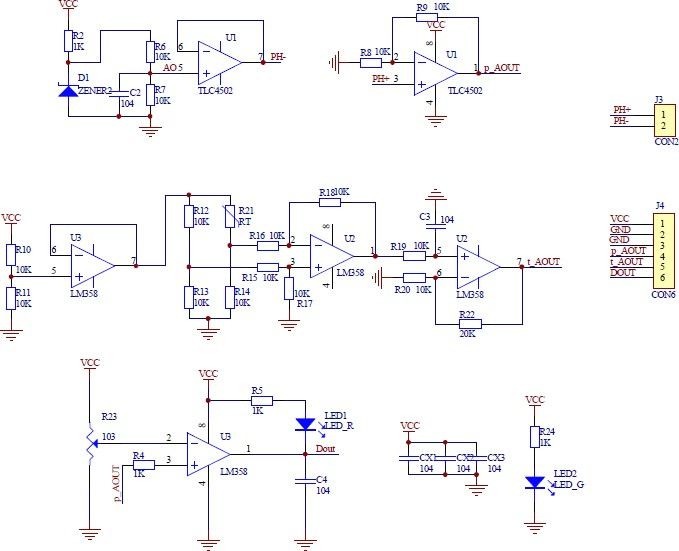 VCC
R2
1K
R6
10K
D1
ZENER2
C2
104
AO
5
6
7
U1
TLC4502
PH-
R7
10K
R9 10K
VCC
R8 10K
2
8
U1
1
p_AOUT
PH+
3
4
TLC4502
J3
PH+ 1
PH- 2
CON2
VCC
R10
10K
R11
10K
U3
6
5
7
LM358
R12
10K
R21
RT
R13
10K
R14
10K
R16 10K
R15 10K
R18 10K
2
3
8
4
1
U2
LM358
10K
R17
C3
104
R19 10K
R20 10K
5
6
7
U2
LM358
t_AOUT
R22
20K
J4
VCC 1
GND 2
GND 3
p_AOUT 4
t_AOUT 5
DOUT 6
CON6
VCC
R23
103
p_AOUT
R4
1K
VCC
R5
1K
LED1
LED_R
2
3
8
4
1
U3
LM358
Dout
C4
104
VCC
CX1
104
CX2
104
CX3
104
VCC
R24
1K
LED2
LED_G